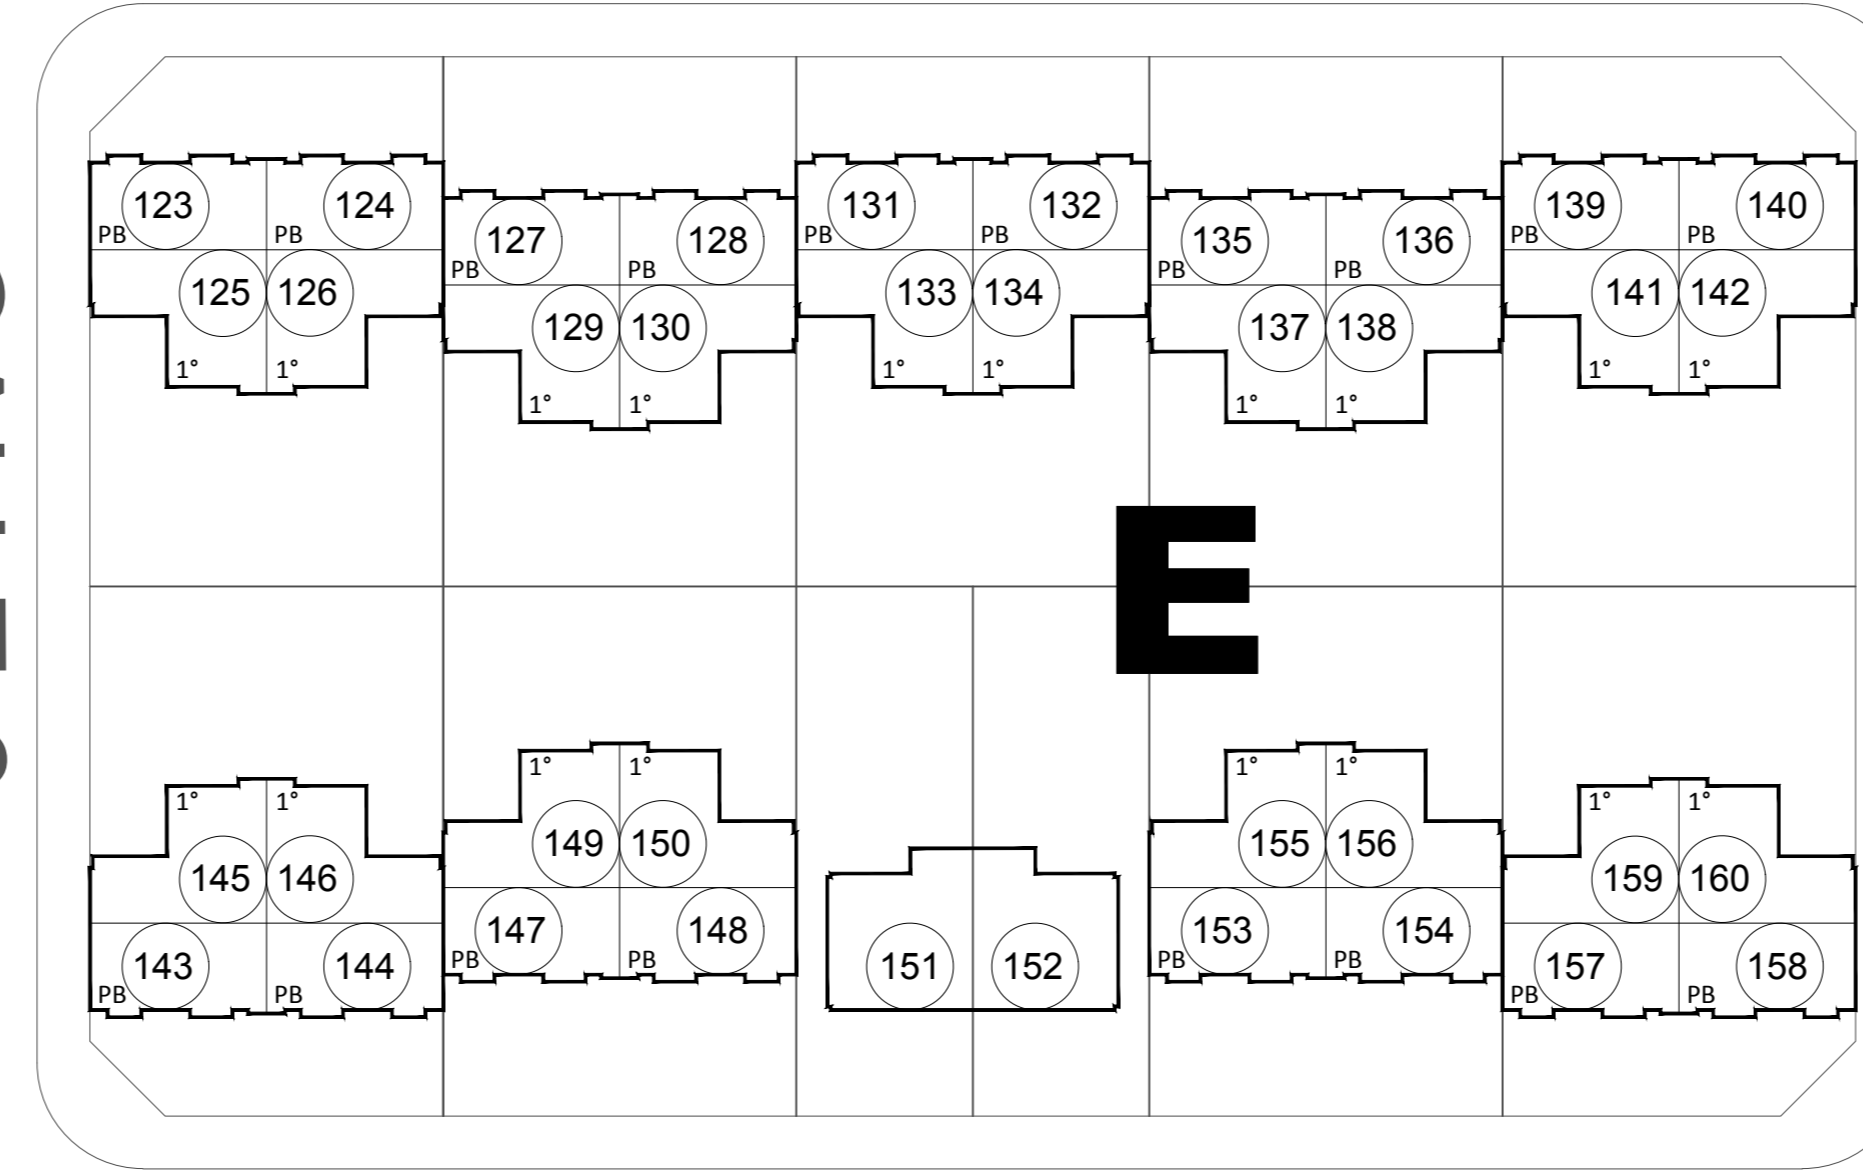 123 124 131 132 139 140
PB PB PB PB PB PB
127 128 135 136
PB PB PB PB
125 126 133 134 141 142
129 130 137 138
1° 1° 1° 1° 1° 1°
1° 1° 1° 1°
E
1° 1° 1° 1°
1° 1° 1° 1°
149 150 155 156
145 146 159 160
147 148 153 154
PB PB PB PB
143 144 151 152 157 158
PB PB PB PB